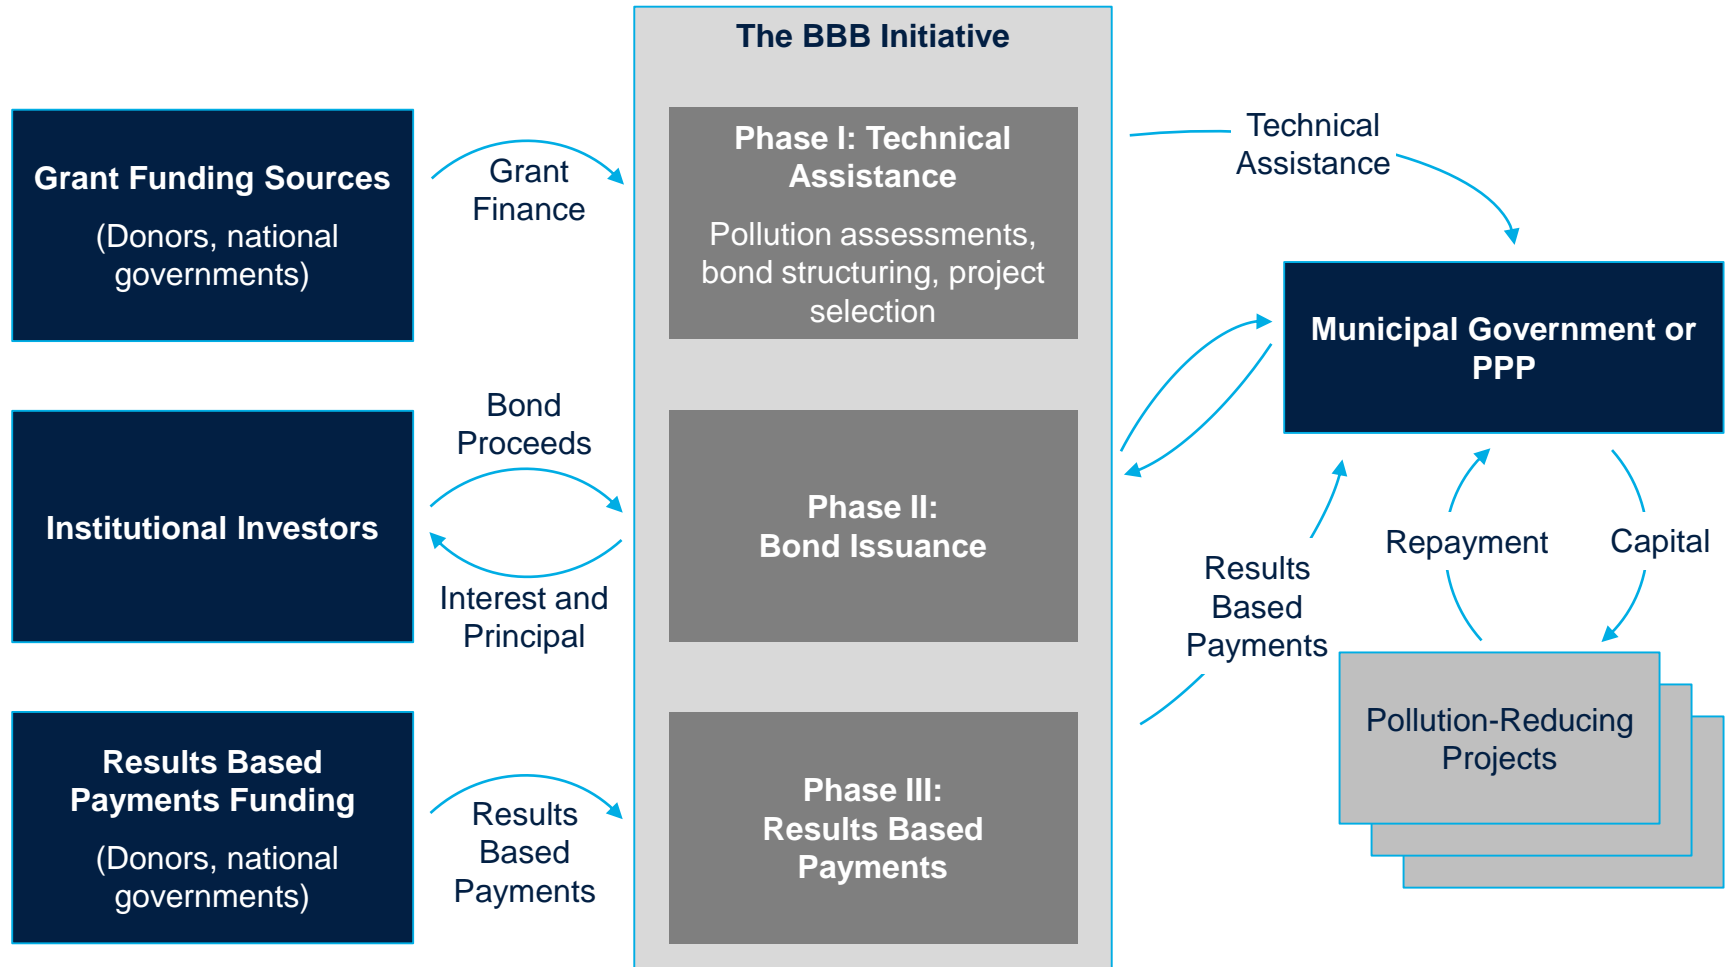 The BBB Initiative
Grant Funding Sources
(Donors, national
governments)
Grant
Finance
Phase I: Technical
Assistance
Pollution assessments,
bond structuring, project
selection
Technical
Assistance
Municipal Government or
PPP
Institutional Investors
Bond
Proceeds
Interest and
Principal
Phase II:
Bond Issuance
Repayment
Capital
Results
Based
Payments
Pollution-Reducing
Projects
Results Based
Payments Funding
(Donors, national
governments)
Results
Based
Payments
Phase III:
Results Based
Payments